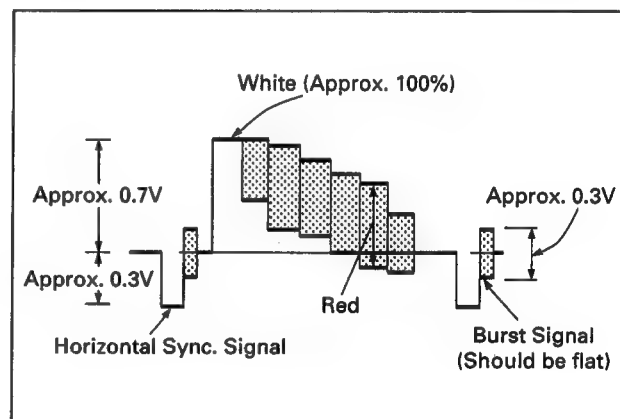 White (Approx. 100%)
Approx. 0.7V
Approx. 0.3V
Approx. 0.3V
Red
Horizontal Sync. Signal
Burst Signal
(Should be flat)